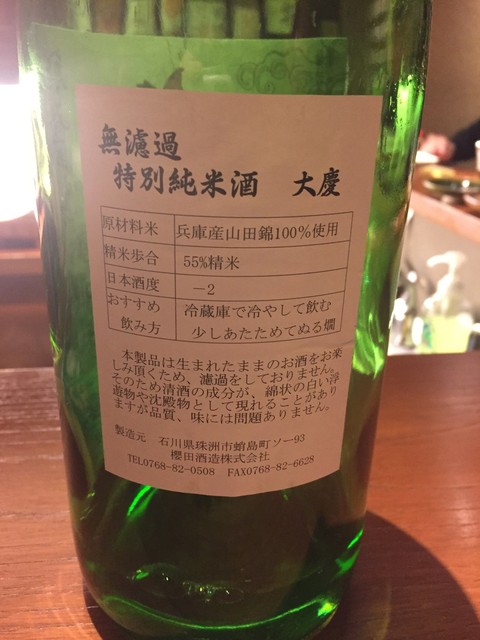 無濾過
特別純米酒 大慶
原材料米 兵庫産山田錦100%使用
精米歩合 55%精米
日本酒度 －2
おすすめ 冷蔵庫で冷やして飲む
飲み方 少しあたためてぬる燗
本製品は生まれたままのお酒をお楽
しみ頂くため、濾過をしておりません。
そのため清酒の成分が、綿状の白い浮
遊物や沈殿物として現れることがあり
ますが品質、味には問題ありません。
製造元 石川県珠洲市蛸島町ソー93
櫻田酒造株式会社
TEL0768-82-0508 FAX0768-82-6628